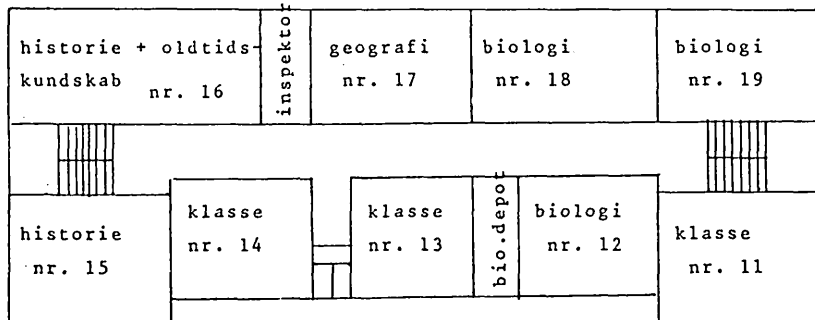 historie + oldtids-
kundskab nr. 16
inspektor
geografi
nr. 17
biologi
nr. 18
biologi
nr. 19
historie
nr. 15
klasse
nr. 14
klasse
nr. 13
bio.depot
biologi
nr. 12
klasse
nr. 11